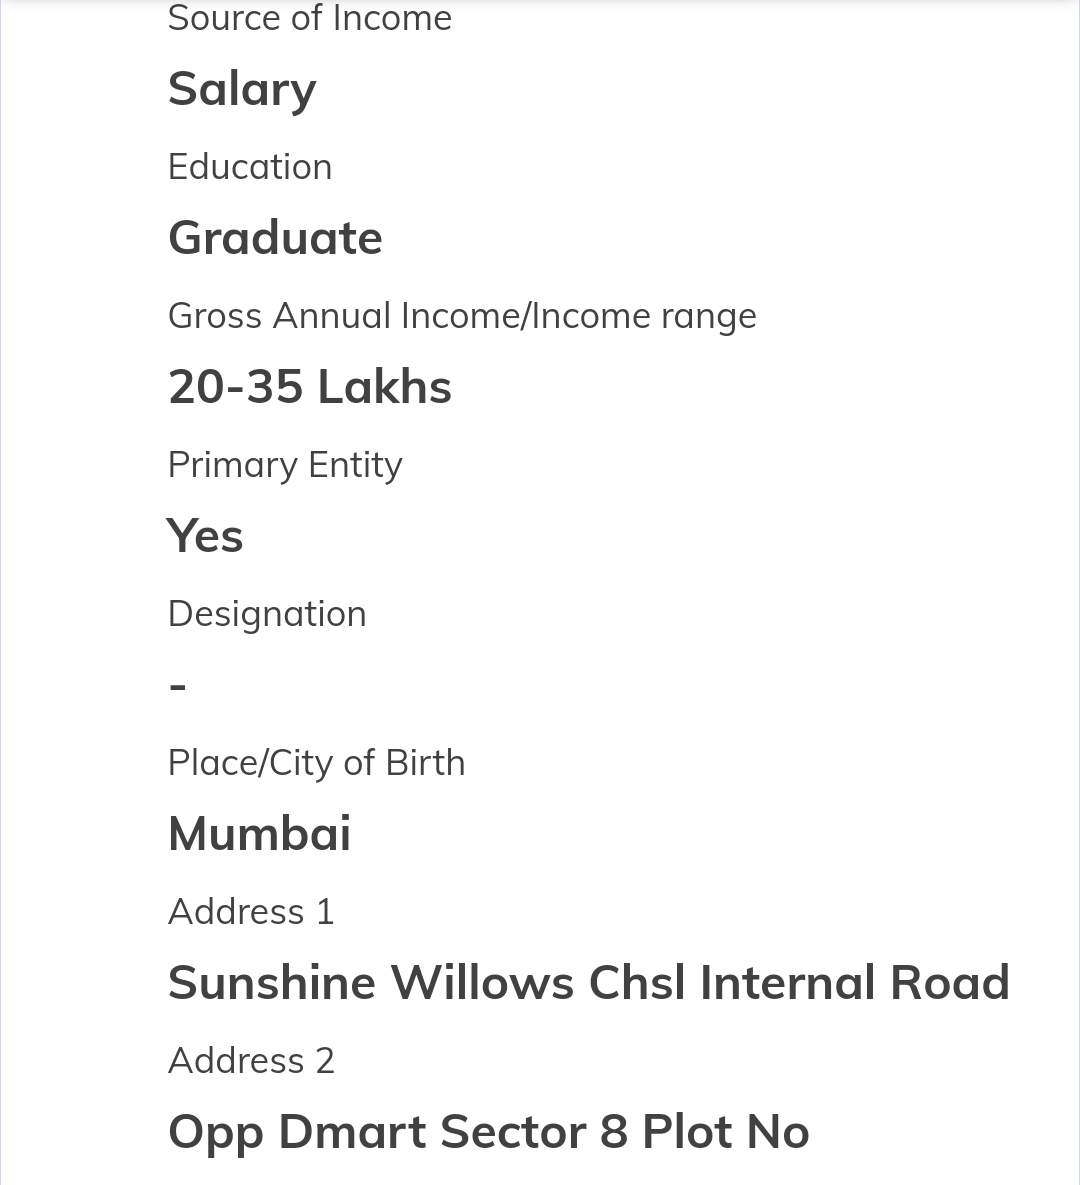 Source of Income
Salary
Education
Graduate
Gross Annual Income/Income range
20-35 Lakhs
Primary Entity
Yes
Designation
-
Place/City of Birth
Mumbai
Address 1
Sunshine Willows Chsl Internal Road
Address 2
Opp Dmart Sector 8 Plot No